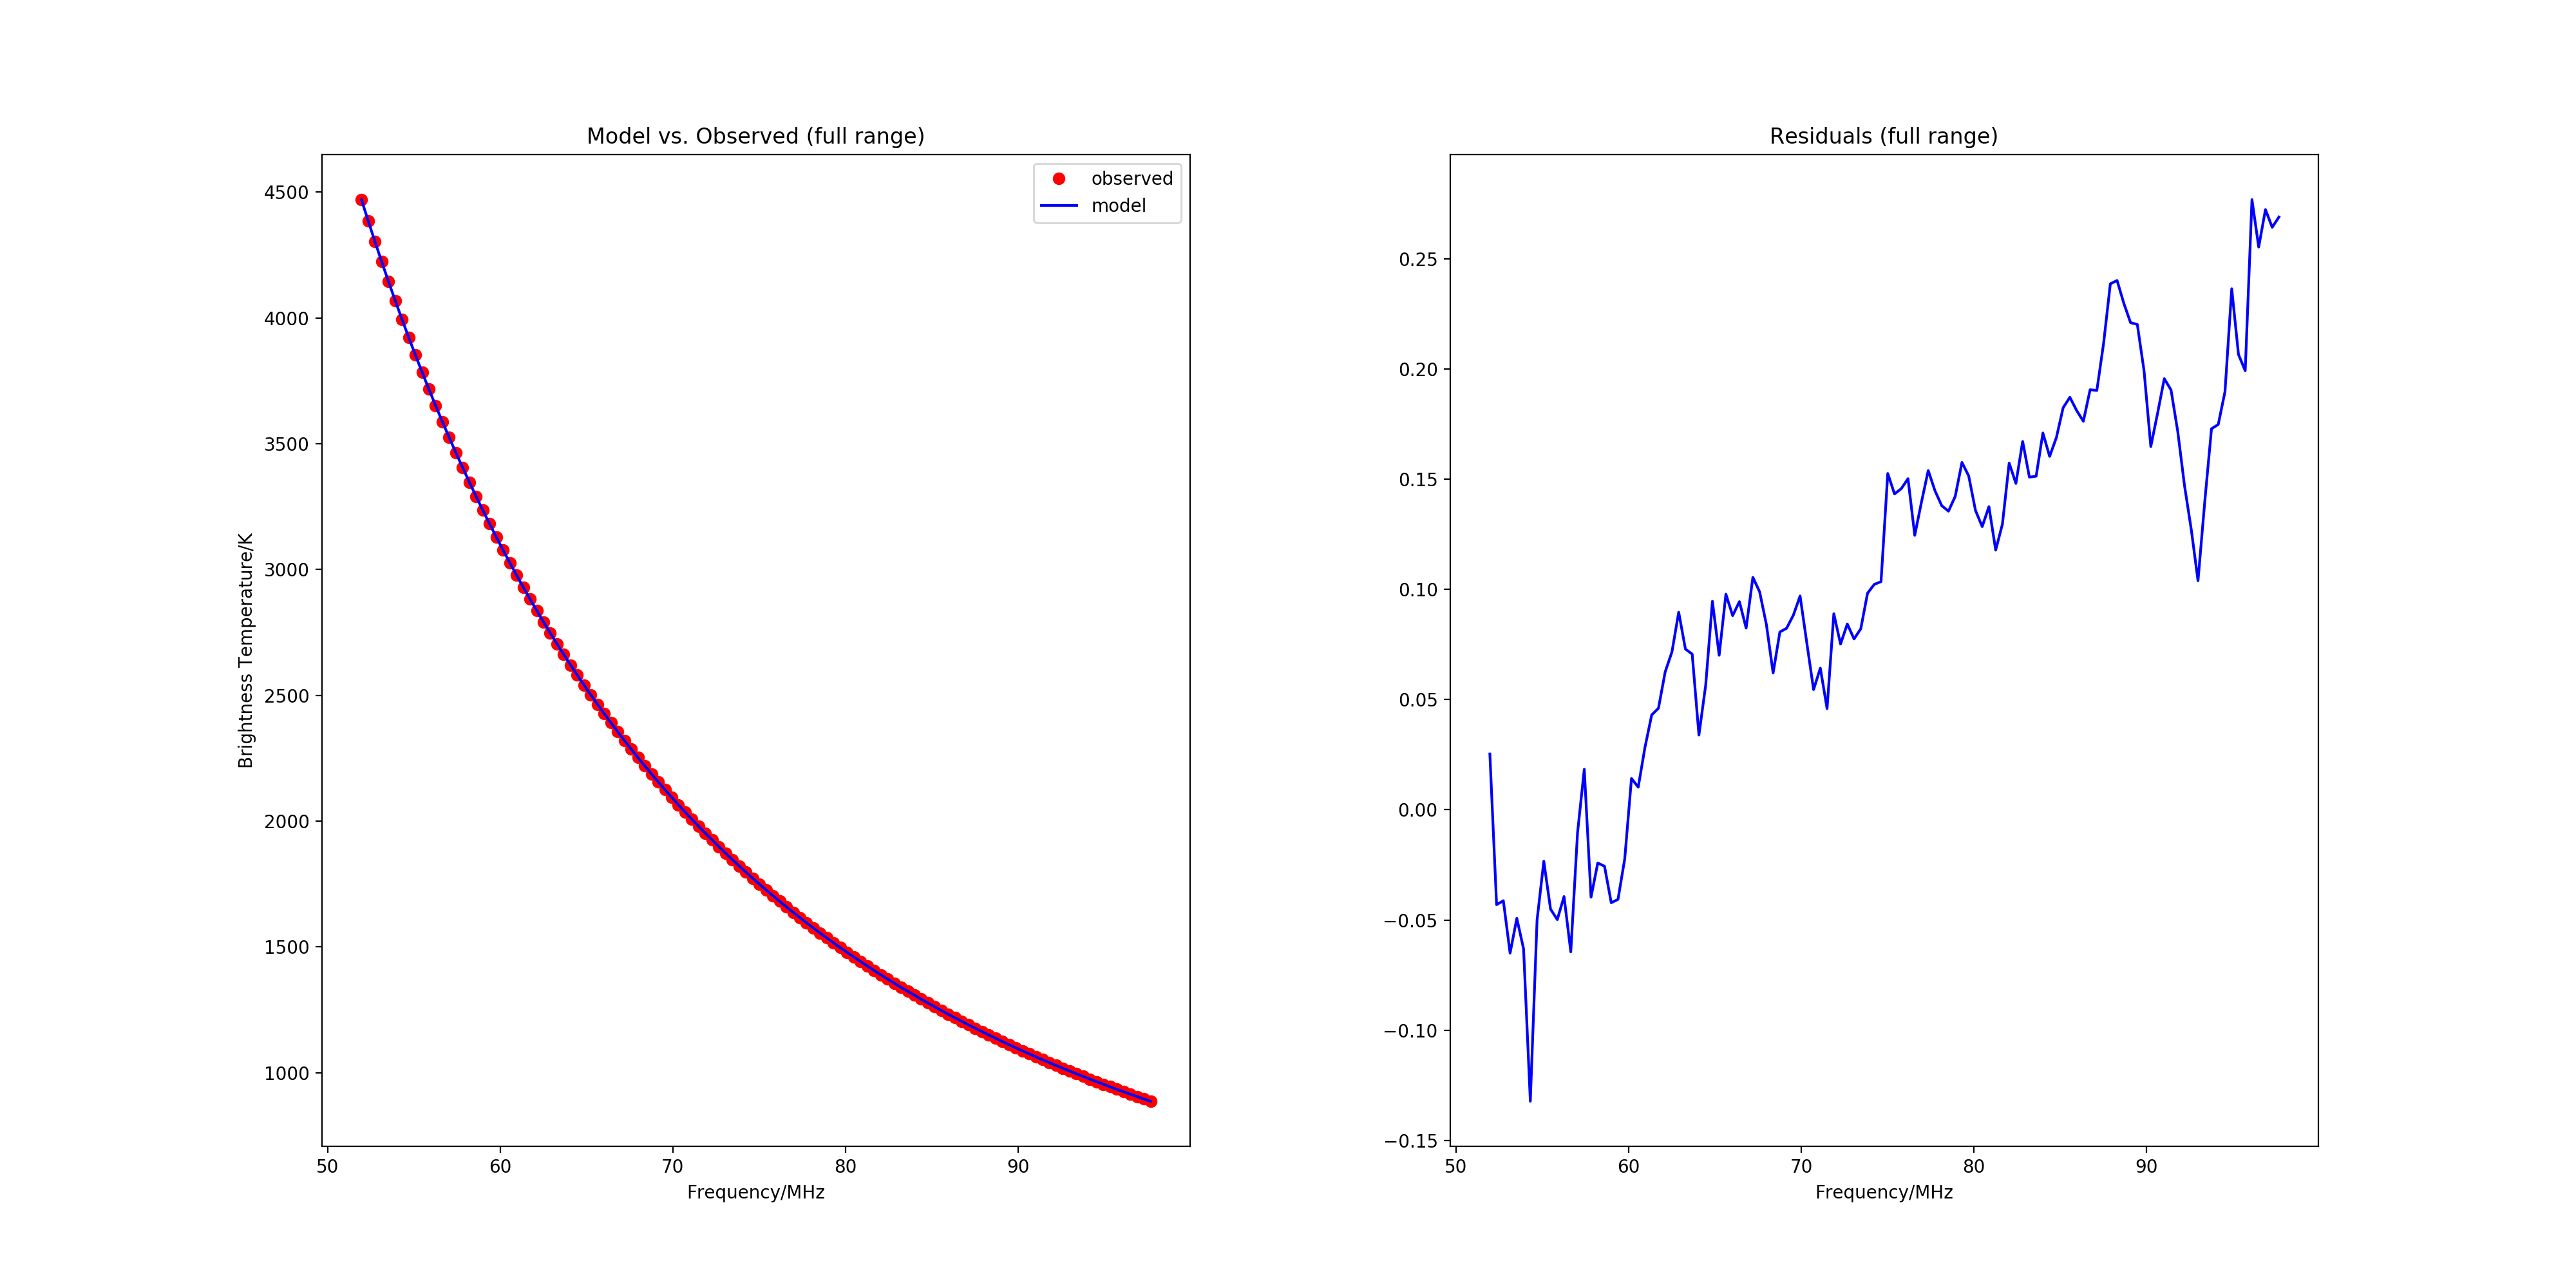 Model vs. Observed (full range)
observed
model
4500
4000
3500
3000
2500
2000
1500
1000
Brightness Temperature/K
50 60 70 80 90
Frequency/MHz
Residuals (full range)
0.25
0.20
0.15
0.10
0.05
0.00
−0.05
−0.10
−0.15
50 60 70 80 90
Frequency/MHz